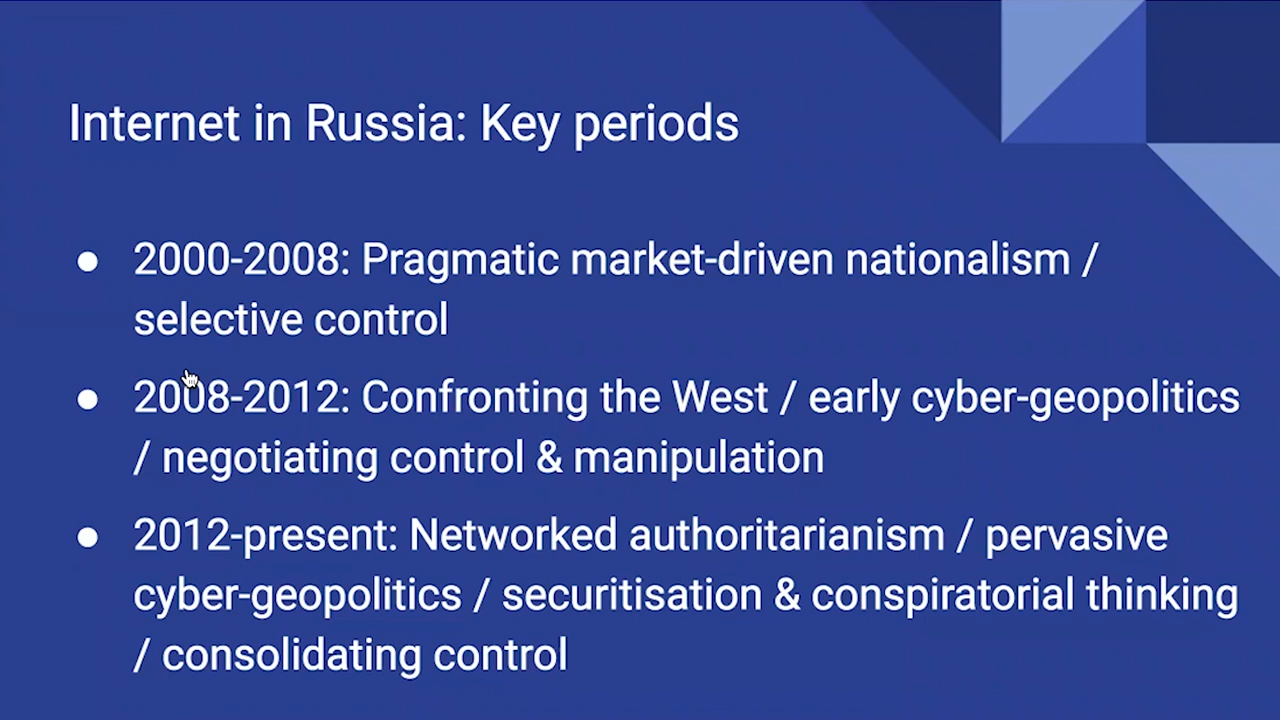 Internet in Russia: Key periods
● 2000-2008: Pragmatic market-driven nationalism /
selective control
● 2008-2012: Confronting the West / early cyber-geopolitics
/ negotiating control & manipulation
● 2012-present: Networked authoritarianism / pervasive
cyber-geopolitics / securitisation & conspiratorial thinking
/ consolidating control